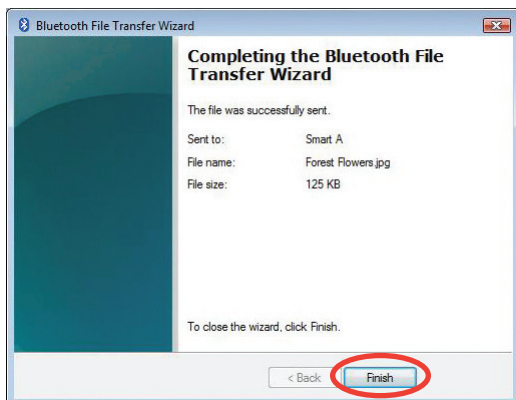 Bluetooth File Transfer Wizard
Completing the Bluetooth File
Transfer Wizard
The file was successfully sent.
Sent to: Smart A
File name: Forest Flowers.jpg
File size: 125 KB
To close the wizard, click Finish.
< Back Finish